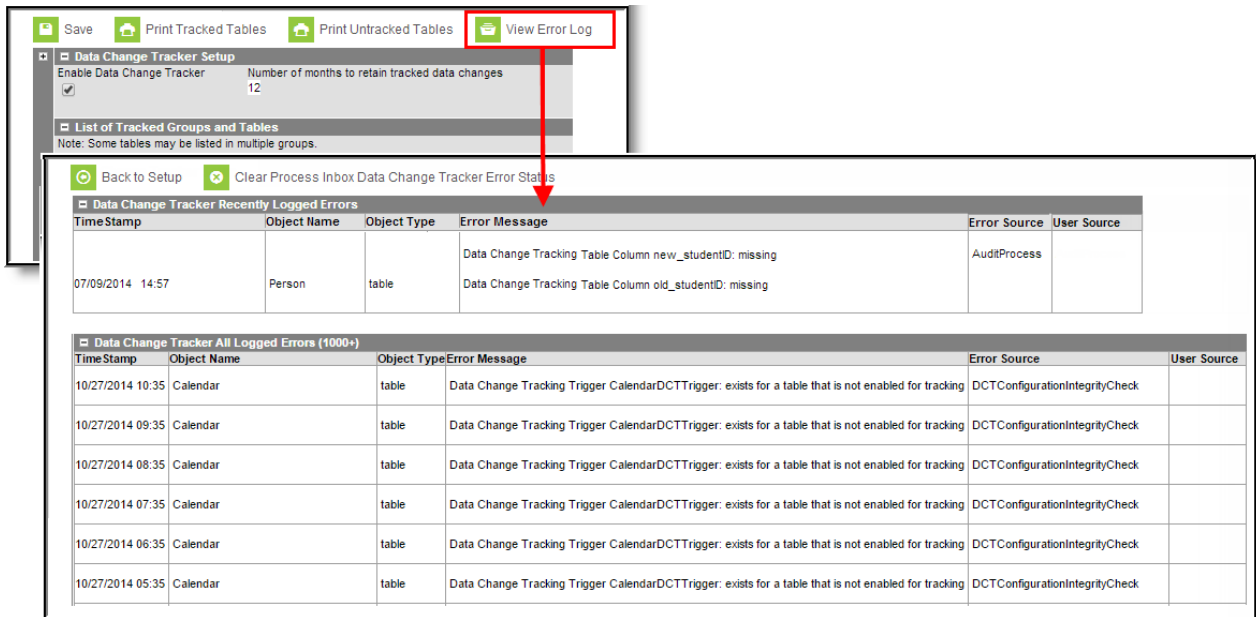 Save Print Tracked Tables Print Untracked Tables View Error Log
Data Change Tracker Setup
Enable Data Change Tracker Number of months to retain tracked data changes
12
List of Tracked Groups and Tables
Note: Some tables may be listed in multiple groups.
Back to Setup Clear Process Inbox Data Change Tracker Error Status
Data Change Tracker Recently Logged Errors
TimeStamp Object Name Object Type Error Message Error Source User Source
Data Change Tracking Table Column new_studentID: missing AuditProcess
07/09/2014 14:57 Person table Data Change Tracking Table Column old_studentID: missing
Data Change Tracker All Logged Errors (1000+)
TimeStamp Object Name Object Type Error Message Error Source User Source
10/27/2014 10:35 Calendar table Data Change Tracking Trigger CalendarDCTTrigger: exists for a table that is not enabled for tracking DCTConfigurationIntegrityCheck
10/27/2014 09:35 Calendar table Data Change Tracking Trigger CalendarDCTTrigger: exists for a table that is not enabled for tracking DCTConfigurationIntegrityCheck
10/27/2014 08:35 Calendar table Data Change Tracking Trigger CalendarDCTTrigger: exists for a table that is not enabled for tracking DCTConfigurationIntegrityCheck
10/27/2014 07:35 Calendar table Data Change Tracking Trigger CalendarDCTTrigger: exists for a table that is not enabled for tracking DCTConfigurationIntegrityCheck
10/27/2014 06:35 Calendar table Data Change Tracking Trigger CalendarDCTTrigger: exists for a table that is not enabled for tracking DCTConfigurationIntegrityCheck
10/27/2014 05:35 Calendar table Data Change Tracking Trigger CalendarDCTTrigger: exists for a table that is not enabled for tracking DCTConfigurationIntegrityCheck